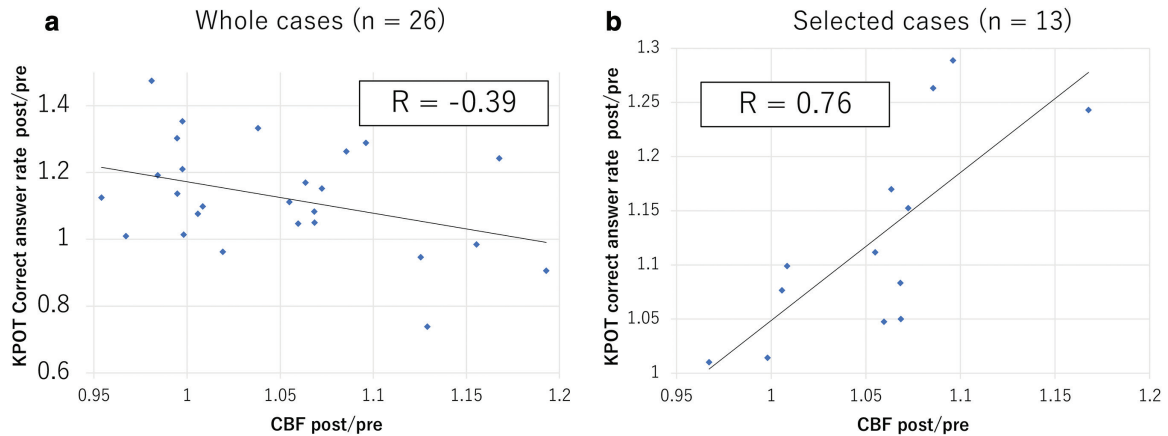 a
Whole cases (n = 26)
R = -0.39
KPOT Correct answer rate post/pre
1.4
1.2
1
0.8
0.6
0.95
1
1.05
1.1
1.15
1.2
CBF post/pre
b
Selected cases (n = 13)
R = 0.76
KPOT correct answer rate post/pre
1.3
1.25
1.2
1.15
1.1
1.05
1
0.95
1
1.05
1.1
1.15
1.2
CBF post/pre